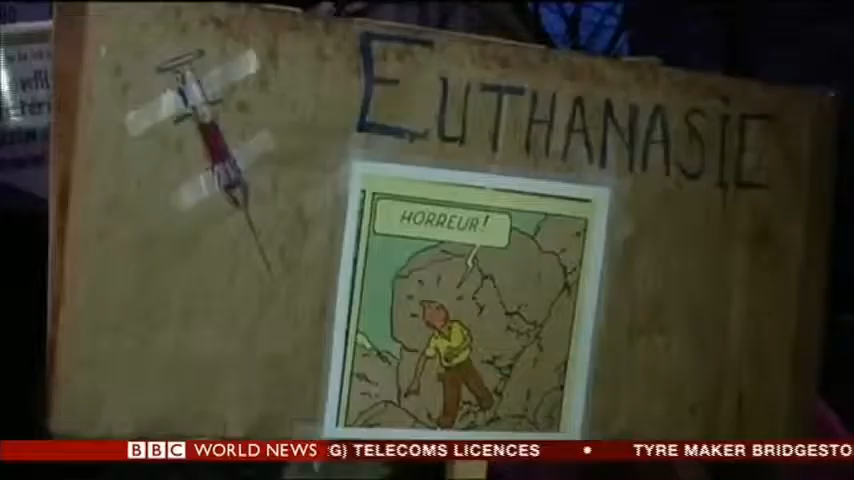 EUTHANASiE
HORREUR!
BBC WORLD NEWS G) TELECOMS LICENCES • TYRE MAKER BRIDGESTO